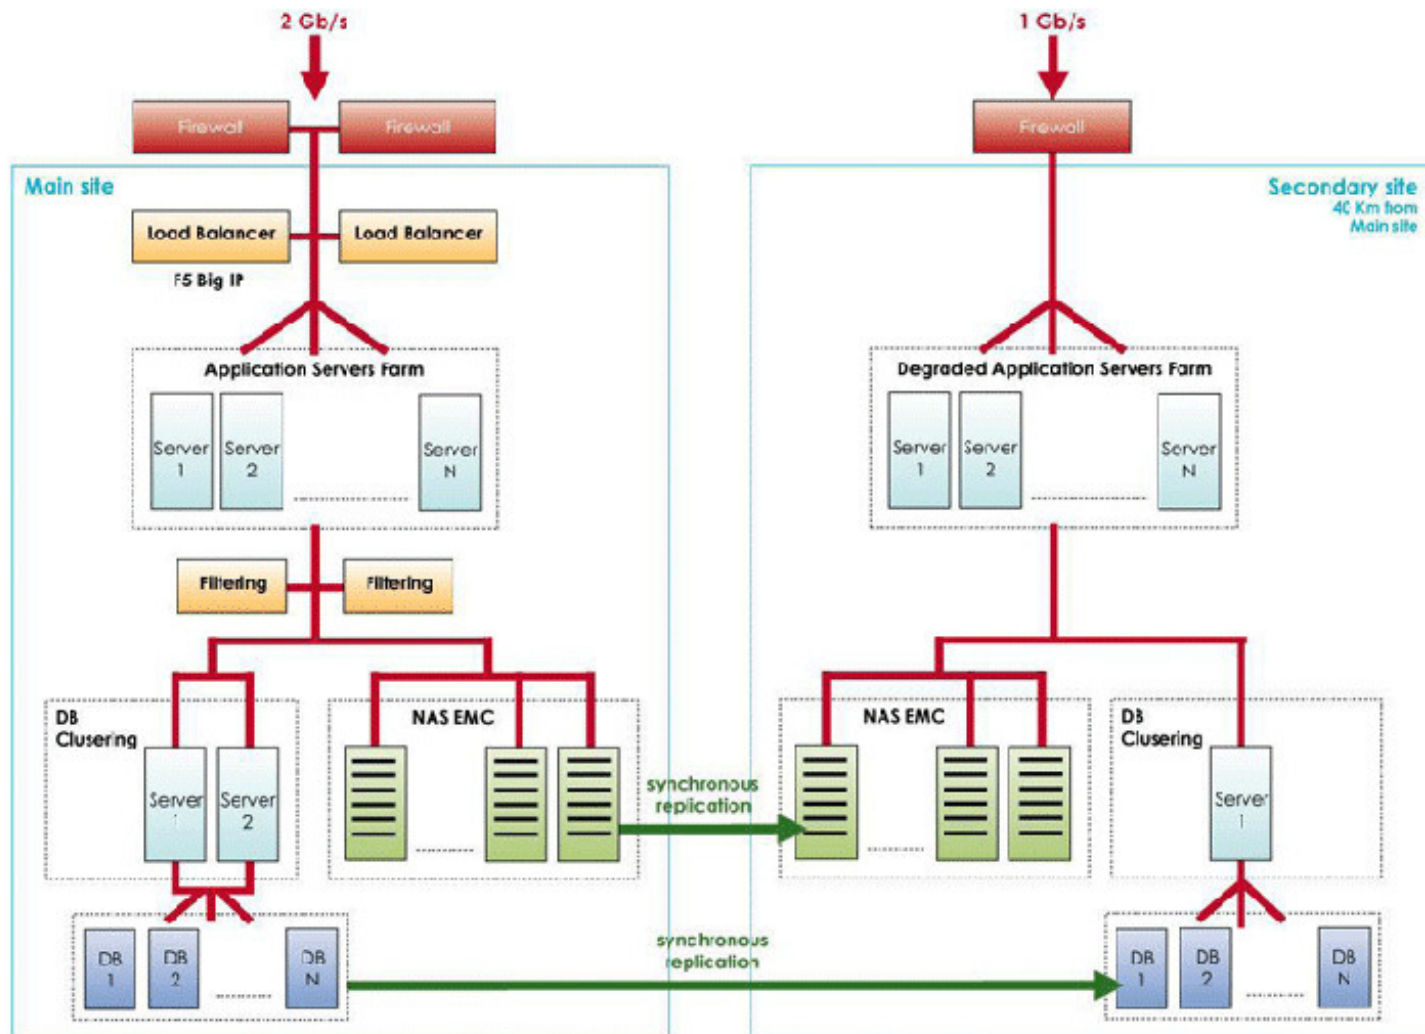 2 Gb/s
1 Gb/s
Firewall
Firewall
Firewall
Main site
Secondary site
40 Km from
Main site
Load Balancer
Load Balancer
F5 Big IP
Application Servers Farm
Server
1
Server
2
Server
N
Degraded Application Servers Farm
Server
1
Server
2
Server
N
Filtering
Filtering
DB
Clusering
Server
1
Server
2
NAS EMC
synchronous
replication
NAS EMC
DB
Clusering
Server
1
DB
1
DB
2
DB
N
synchronous
replication
DB
1
DB
2
DB
N